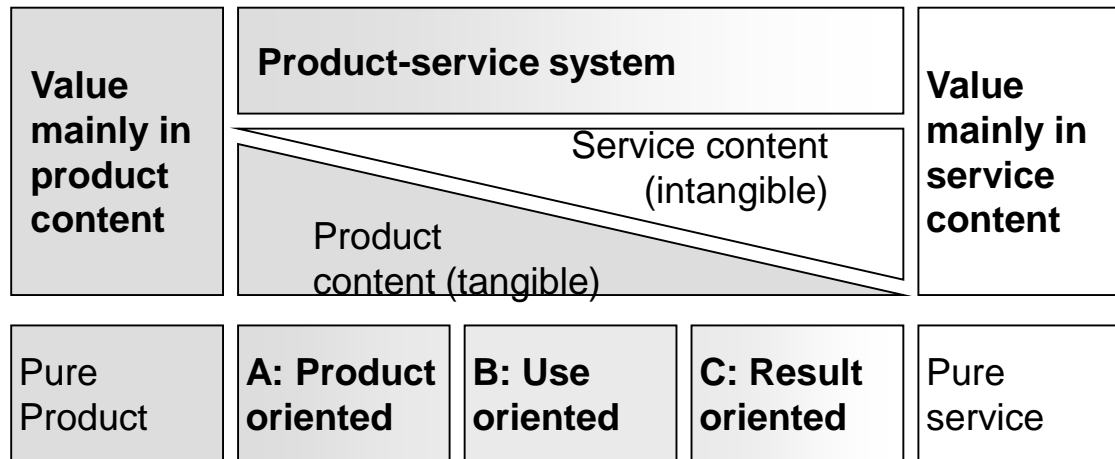 Value
mainly in
product
content
Product-service system
Service content
(intangible)
Product
content (tangible)
Value
mainly in
service
content
Pure
Product
A: Product
oriented
B: Use
oriented
C: Result
oriented
Pure
service